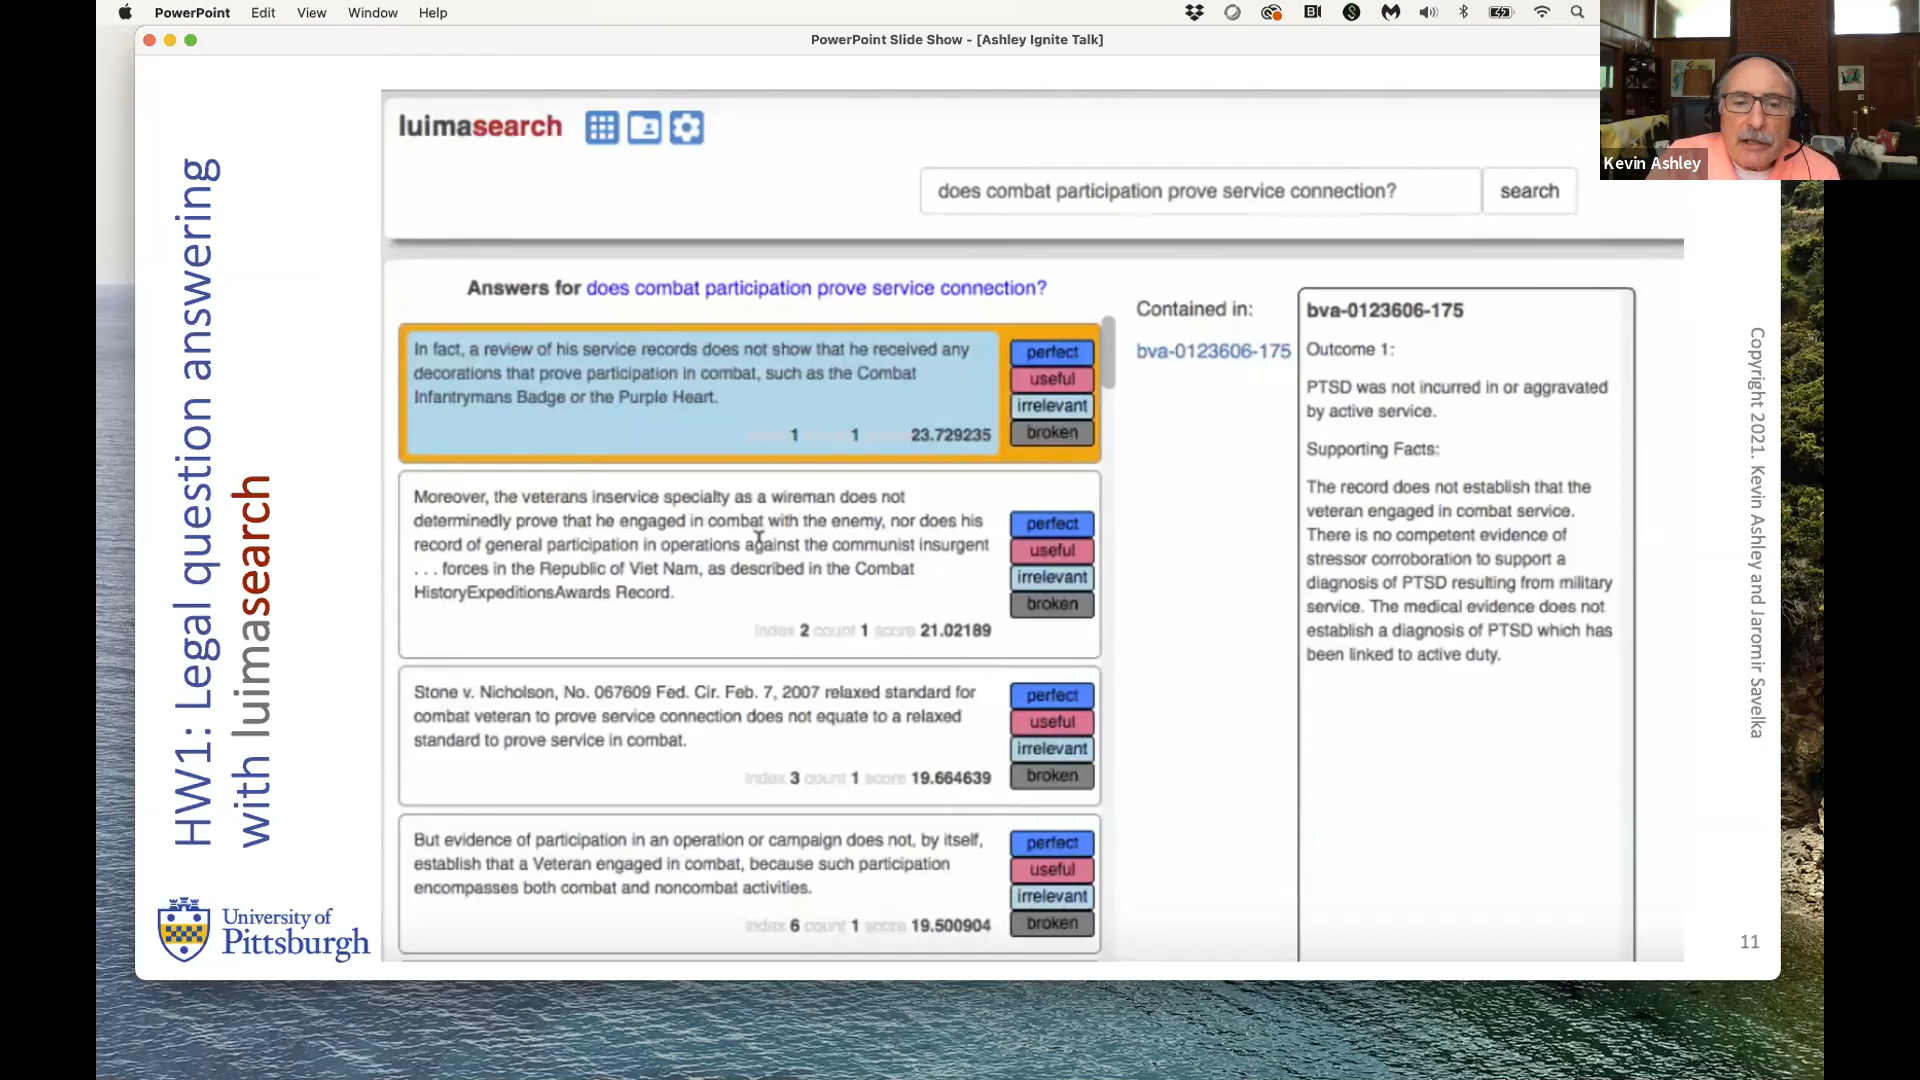 PowerPoint Edit View Window Help
PowerPoint Slide Show - [Ashley Ignite Talk]
Kevin Ashley
HW1: Legal question answering
with luimasearch
luimasearch
does combat participation prove service connection?
search
Answers for does combat participation prove service connection?
In fact, a review of his service records does not show that he received any
decorations that prove participation in combat, such as the Combat
Infantrymans Badge or the Purple Heart.
1 1 23.729235
perfect
useful
irrelevant
broken
Moreover, the veterans inservice specialty as a wireman does not
determinedly prove that he engaged in combat with the enemy, nor does his
record of general participation in operations against the communist insurgent
. . . forces in the Republic of Viet Nam, as described in the Combat
HistoryExpeditionsAwards Record.
index 2 count 1 score 21.02189
perfect
useful
irrelevant
broken
Stone v. Nicholson, No. 067609 Fed. Cir. Feb. 7, 2007 relaxed standard for
combat veteran to prove service connection does not equate to a relaxed
standard to prove service in combat.
index 3 count 1 score 19.664639
perfect
useful
irrelevant
broken
But evidence of participation in an operation or campaign does not, by itself,
establish that a Veteran engaged in combat, because such participation
encompasses both combat and noncombat activities.
index 6 count 1 score 19.500904
perfect
useful
irrelevant
broken
Contained in:
bva-0123606-175
bva-0123606-175
Outcome 1:
PTSD was not incurred in or aggravated
by active service.
Supporting Facts:
The record does not establish that the
veteran engaged in combat service.
There is no competent evidence of
stressor corroboration to support a
diagnosis of PTSD resulting from military
service. The medical evidence does not
establish a diagnosis of PTSD which has
been linked to active duty.
Copyright 2021. Kevin Ashley and Jaromir Savelka
University of
Pittsburgh
11